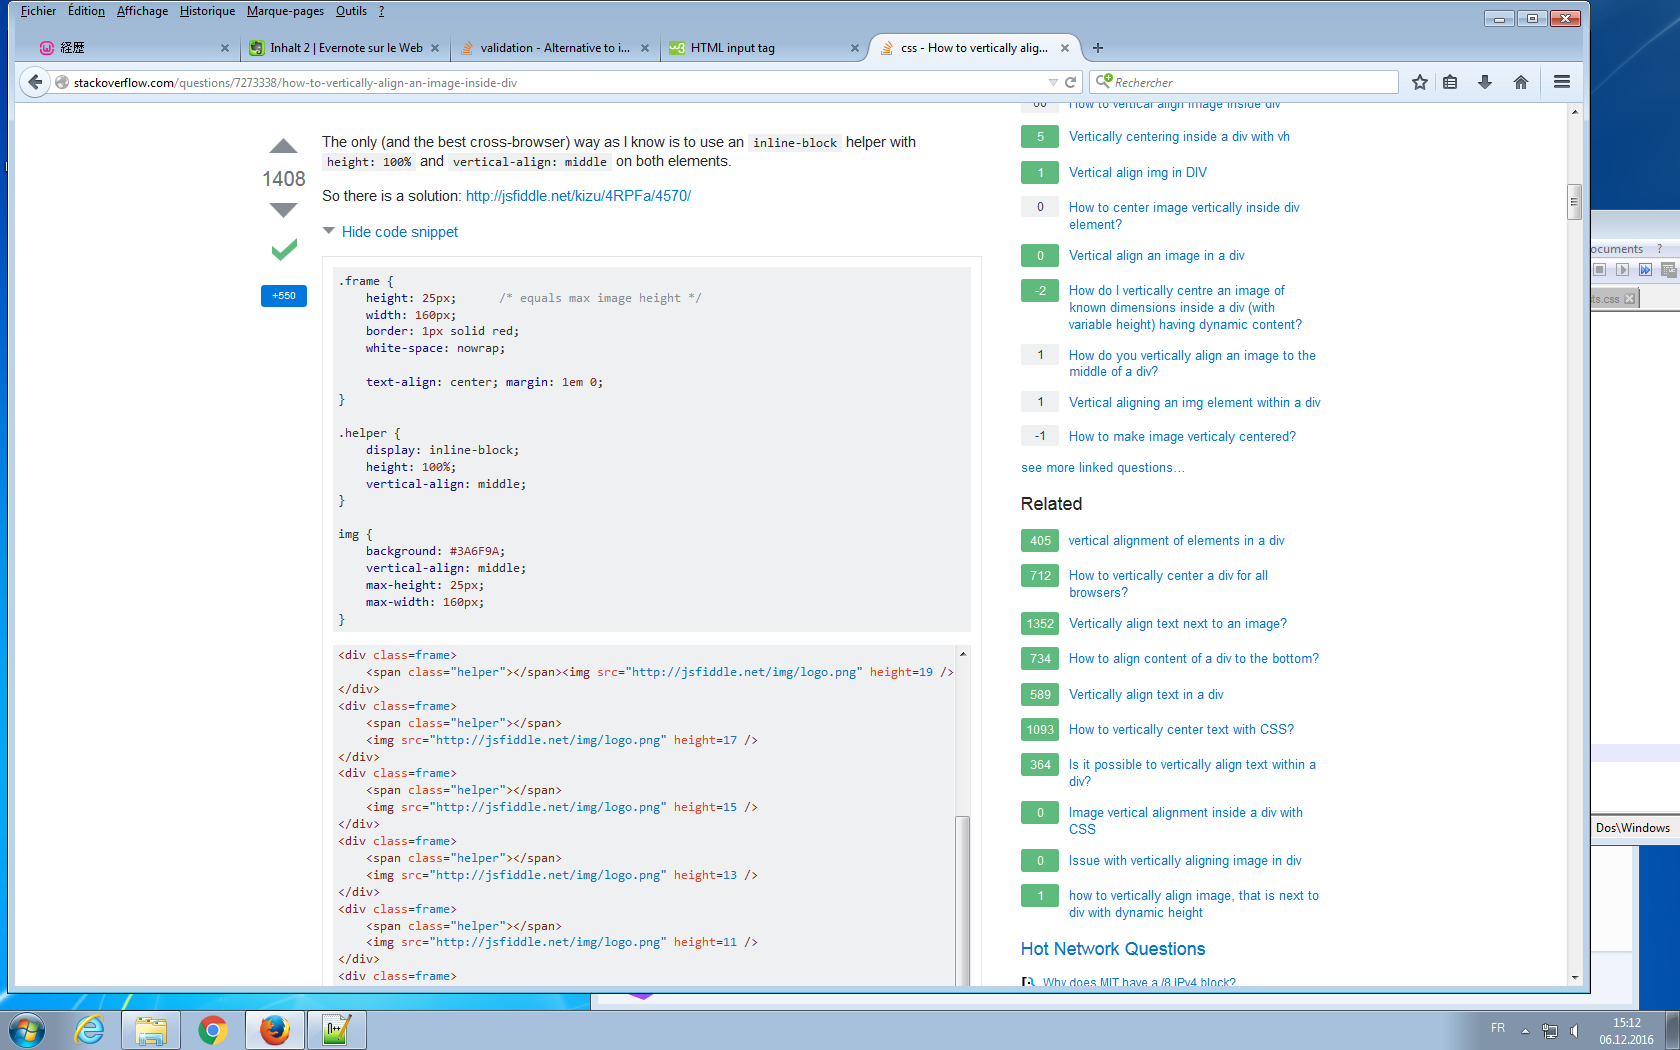 Fichier Édition Affichage Historique Marque-pages Outils ?
経歴
Inhalt 2 | Evernote sur le Web
validation - Alternative to i...
HTML input tag
css - How to vertically alig...
stackoverflow.com/questions/7273338/how-to-vertically-align-an-image-inside-div
Rechercher
1408
+550
The only (and the best cross-browser) way as I know is to use an inline-block helper with
height: 100% and vertical-align: middle on both elements.
So there is a solution: http://jsfiddle.net/kizu/4RPFa/4570/
Hide code snippet
.frame {
    height: 25px;      /* equals max image height */
    width: 160px;
    border: 1px solid red;
    white-space: nowrap;
    text-align: center; margin: 1em 0;
}
.helper {
    display: inline-block;
    height: 100%;
    vertical-align: middle;
}
img {
    background: #3A6F9A;
    vertical-align: middle;
    max-height: 25px;
    max-width: 160px;
}
<div class=frame>
    <span class="helper"></span><img src="http://jsfiddle.net/img/logo.png" height=19 />
</div>
<div class=frame>
    <span class="helper"></span>
    <img src="http://jsfiddle.net/img/logo.png" height=17 />
</div>
<div class=frame>
    <span class="helper"></span>
    <img src="http://jsfiddle.net/img/logo.png" height=15 />
</div>
<div class=frame>
    <span class="helper"></span>
    <img src="http://jsfiddle.net/img/logo.png" height=13 />
</div>
<div class=frame>
    <span class="helper"></span>
    <img src="http://jsfiddle.net/img/logo.png" height=11 />
</div>
<div class=frame>
How to vertical align image inside div
5 Vertically centering inside a div with vh
1 Vertical align img in DIV
0 How to center image vertically inside div
element?
0 Vertical align an image in a div
-2 How do I vertically centre an image of
known dimensions inside a div (with
variable height) having dynamic content?
1 How do you vertically align an image to the
middle of a div?
1 Vertical aligning an img element within a div
-1 How to make image verticaly centered?
see more linked questions…
Related
405 vertical alignment of elements in a div
712 How to vertically center a div for all
browsers?
1352 Vertically align text next to an image?
734 How to align content of a div to the bottom?
589 Vertically align text in a div
1093 How to vertically center text with CSS?
364 Is it possible to vertically align text within a
div?
0 Image vertical alignment inside a div with
CSS
0 Issue with vertically aligning image in div
1 how to vertically align image, that is next to
div with dynamic height
Hot Network Questions
Why does MIT have a /8 IPv4 block?
ocuments ?
ts.css
Dos\Windows
FR
15:12
06.12.2016